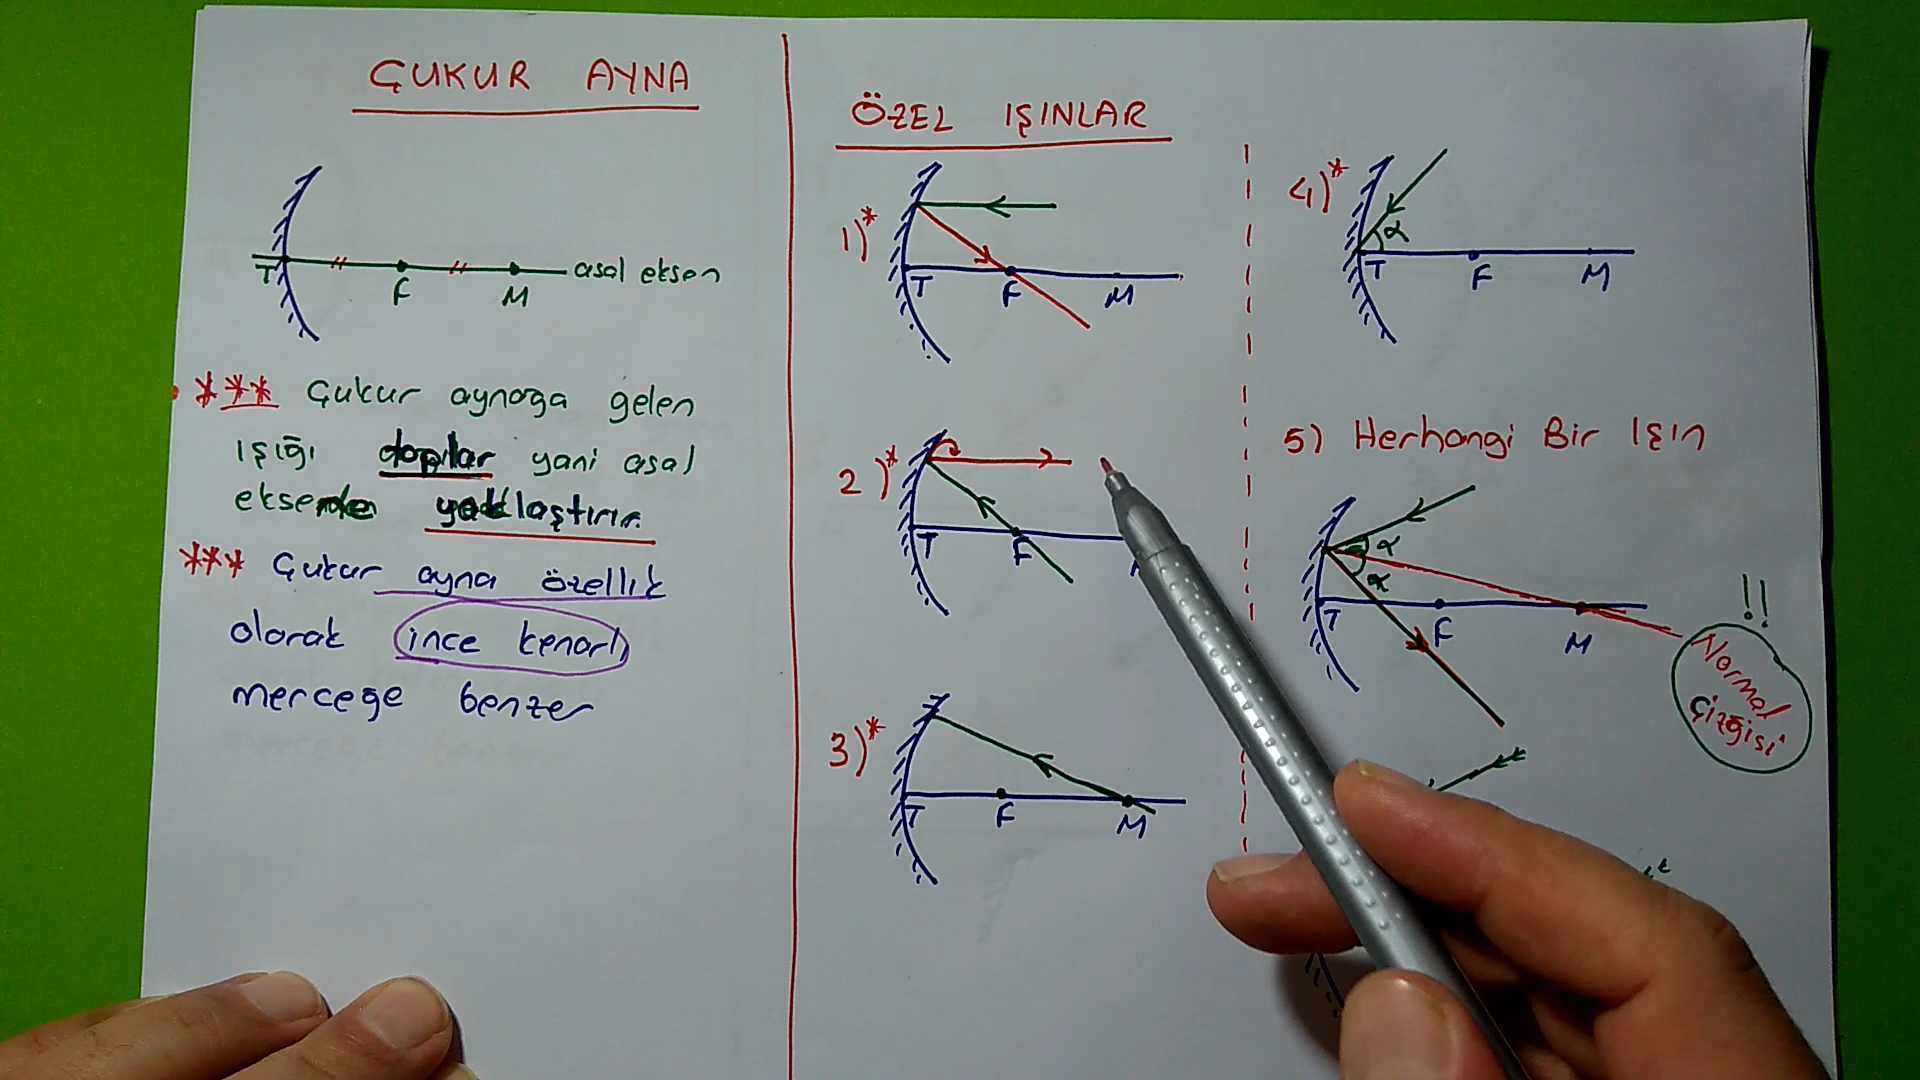 ÇUKUR AYNA
T F M asal eksen
*** Çukur aynaya gelen
ışığı toplar yani asal
eksene yaklaştırır.
*** Çukur ayna özellik
olarak ince kenarlı
merceğe benzer
ÖZEL IŞINLAR
1)*
T F M
2)*
T F
3)*
T F M
4)*
α
T F M
5) Herhangi Bir Işın
α
α
T F M
!!
Normal
Çizgisi